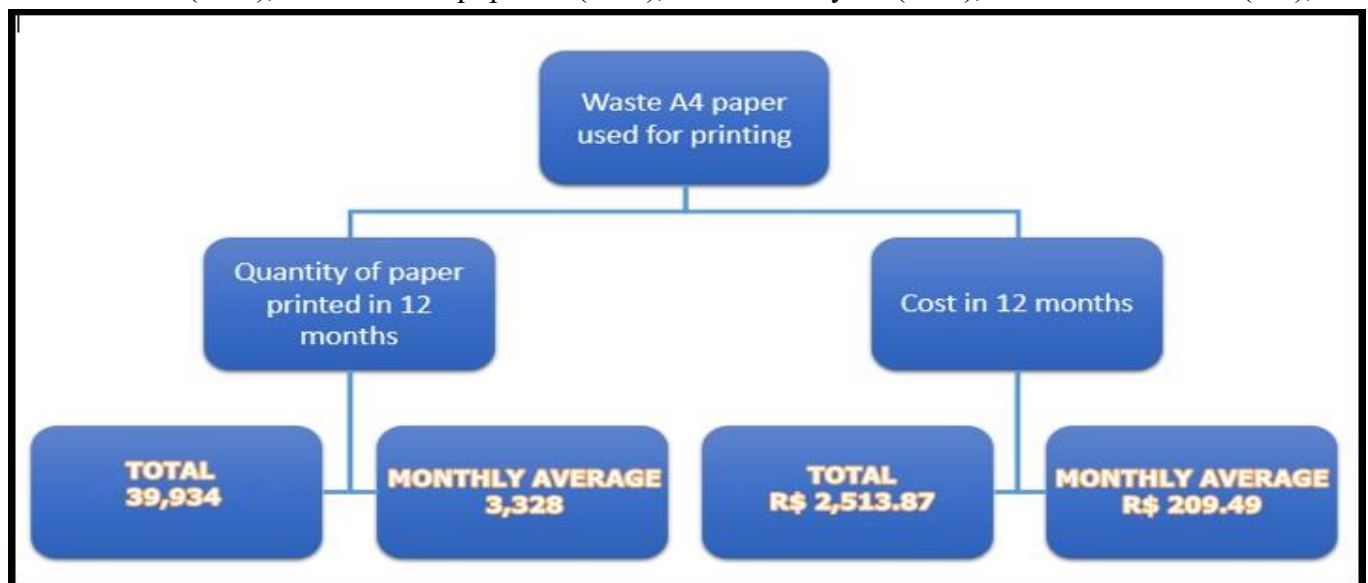 Waste A4 paper
used for printing
Quantity of paper
printed in 12
months
Cost in 12 months
TOTAL
39,934
MONTHLY AVERAGE
3,328
TOTAL
R$ 2,513.87
MONTHLY AVERAGE
R$ 209.49